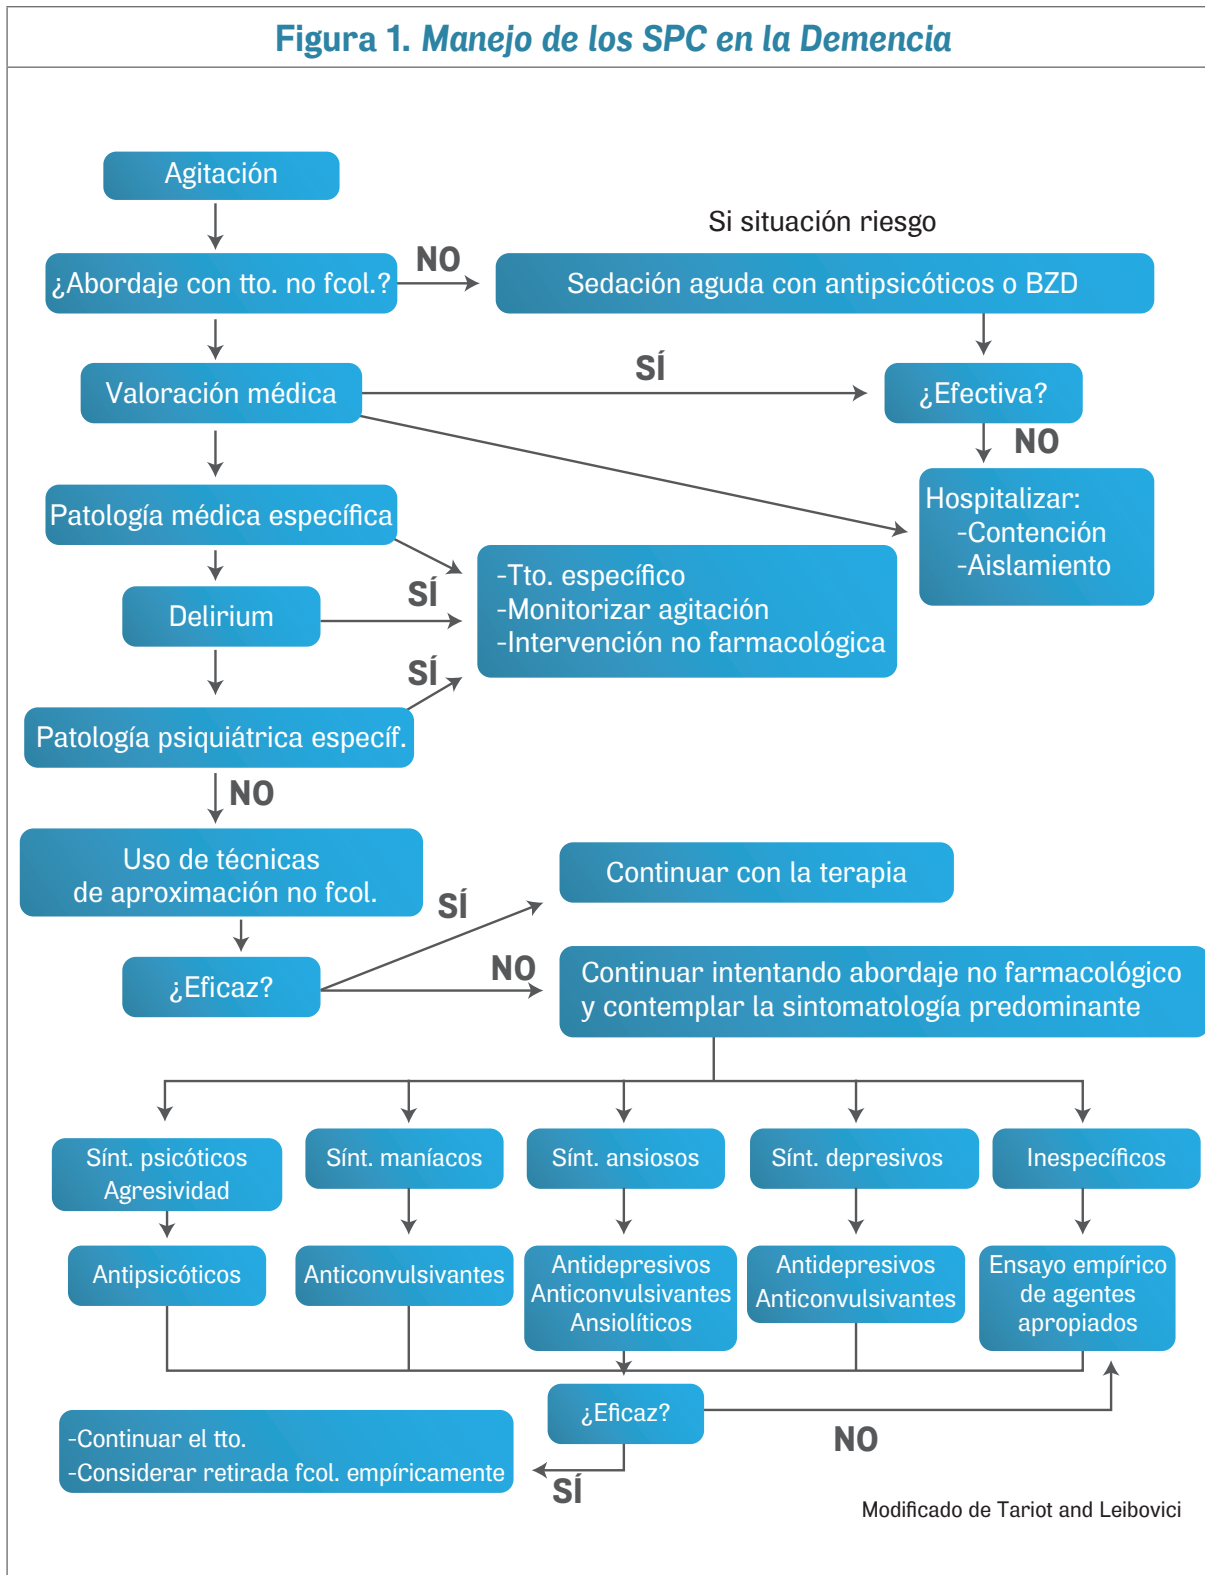 Figura 1. Manejo de los SPC en la Demencia
Agitación
Si situación riesgo
¿Abordaje con tto. no fcol.?
NO
Sedación aguda con antipsicóticos o BZD
Valoración médica
SÍ
¿Efectiva?
NO
Hospitalizar:
-Contención
-Aislamiento
Patología médica específica
-Tto. específico
-Monitorizar agitación
-Intervención no farmacológica
Delirium
SÍ
SÍ
Patología psiquiátrica específ.
NO
Uso de técnicas
de aproximación no fcol.
SÍ
Continuar con la terapia
¿Eficaz?
NO
Continuar intentando abordaje no farmacológico
y contemplar la sintomatología predominante
Sínt. psicóticos
Agresividad
Sínt. maníacos
Sínt. ansiosos
Sínt. depresivos
Inespecíficos
Antipsicóticos
Anticonvulsivantes
Antidepresivos
Anticonvulsivantes
Ansiolíticos
Antidepresivos
Anticonvulsivantes
Ensayo empírico
de agentes
apropiados
¿Eficaz?
NO
SÍ
-Continuar el tto.
-Considerar retirada fcol. empíricamente
Modificado de Tariot and Leibovici